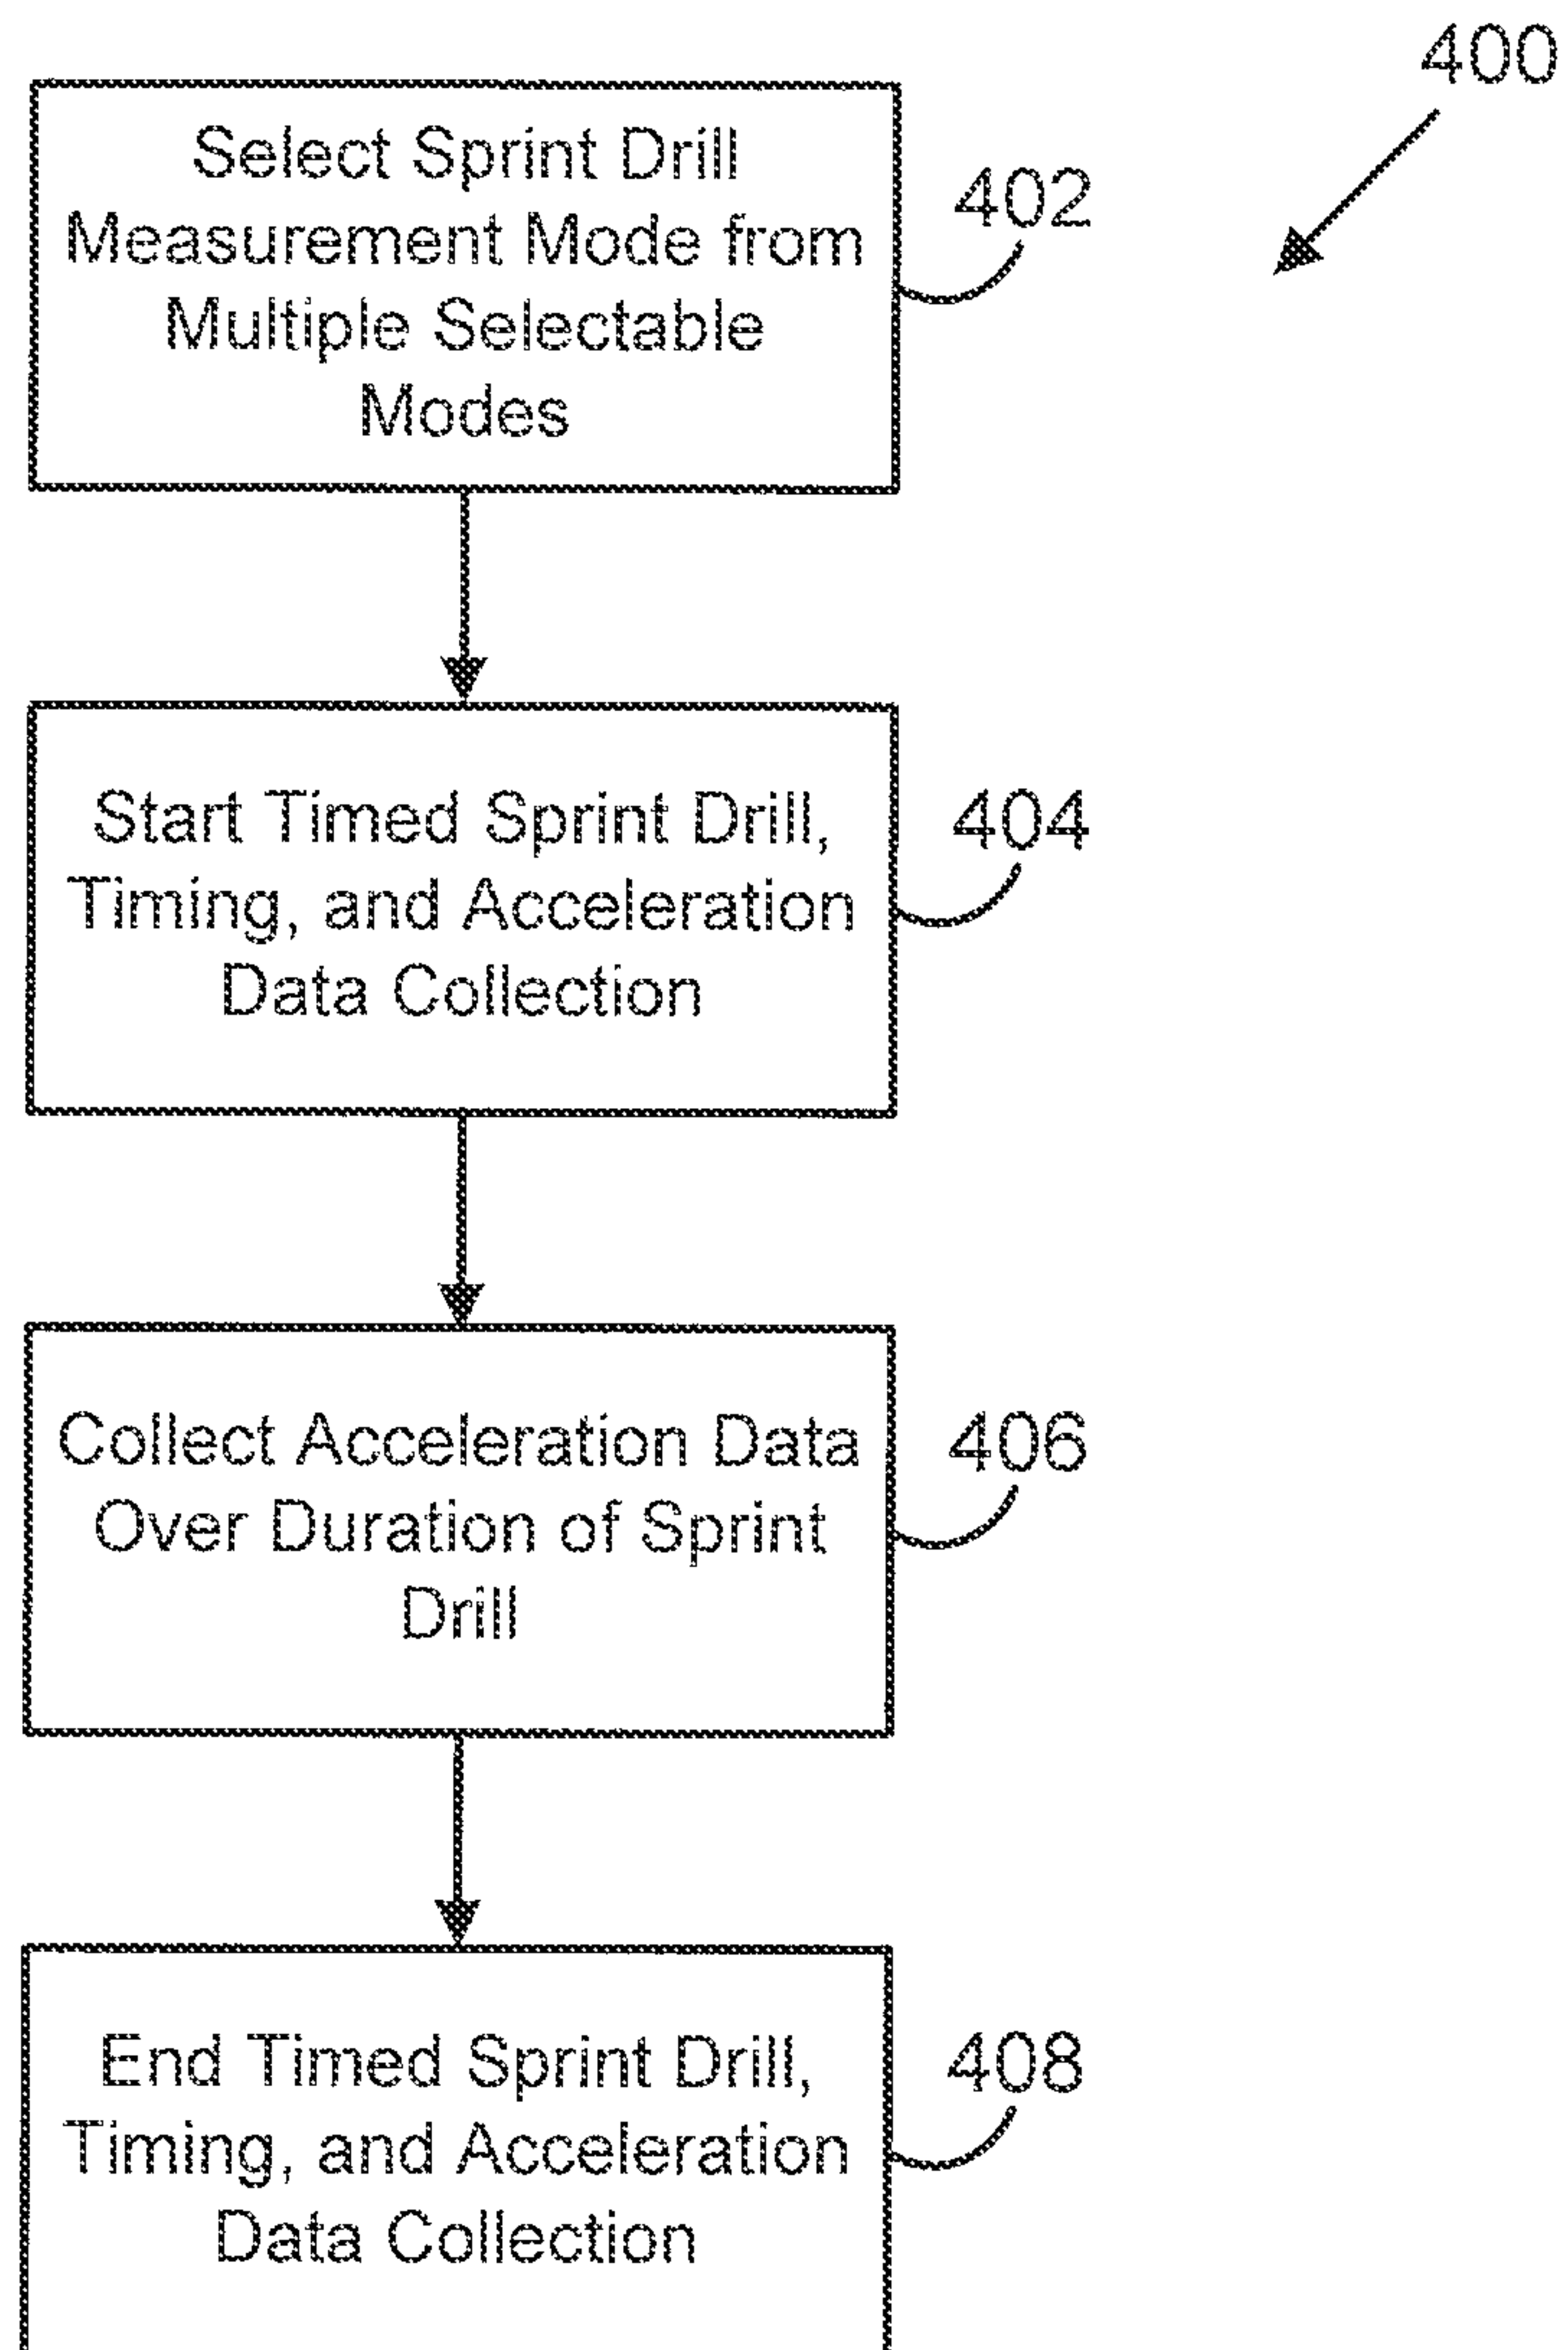 400
Select Sprint Drill
Measurement Mode from
Multiple Selectable
Modes
402
Start Timed Sprint Drill,
Timing, and Acceleration
Data Collection
404
Collect Acceleration Data
Over Duration of Sprint
Drill
406
End Timed Sprint Drill,
Timing, and Acceleration
Data Collection
408